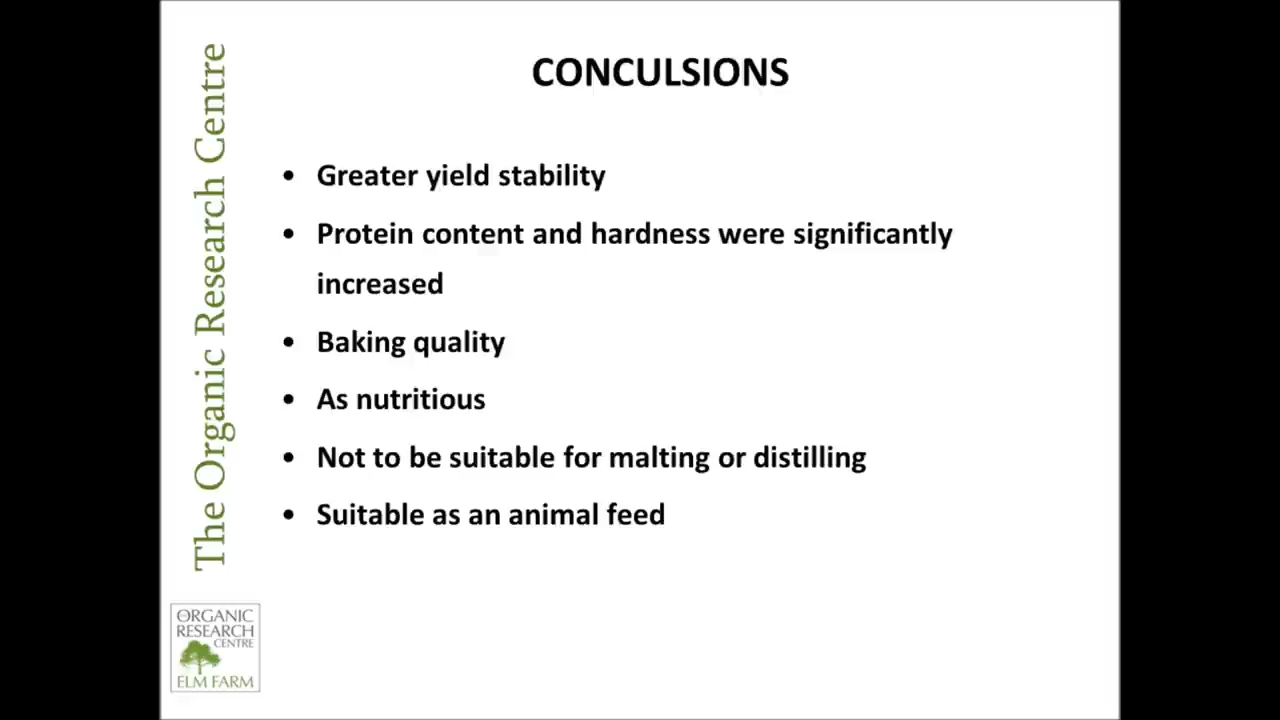 The Organic Research Centre
CONCULSIONS
• Greater yield stability
• Protein content and hardness were significantly
increased
• Baking quality
• As nutritious
• Not to be suitable for malting or distilling
• Suitable as an animal feed
THE ORGANIC
RESEARCH
CENTRE
ELM FARM